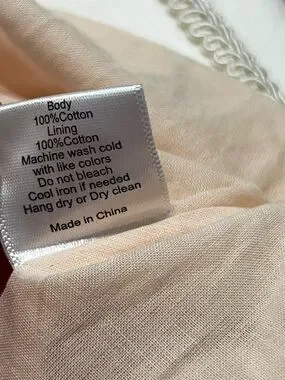 Body
100%Cotton
Lining
100%Cotton
Machine wash cold
with like colors
Do not bleach
Cool iron if needed
Hang dry or Dry clean
Made in China